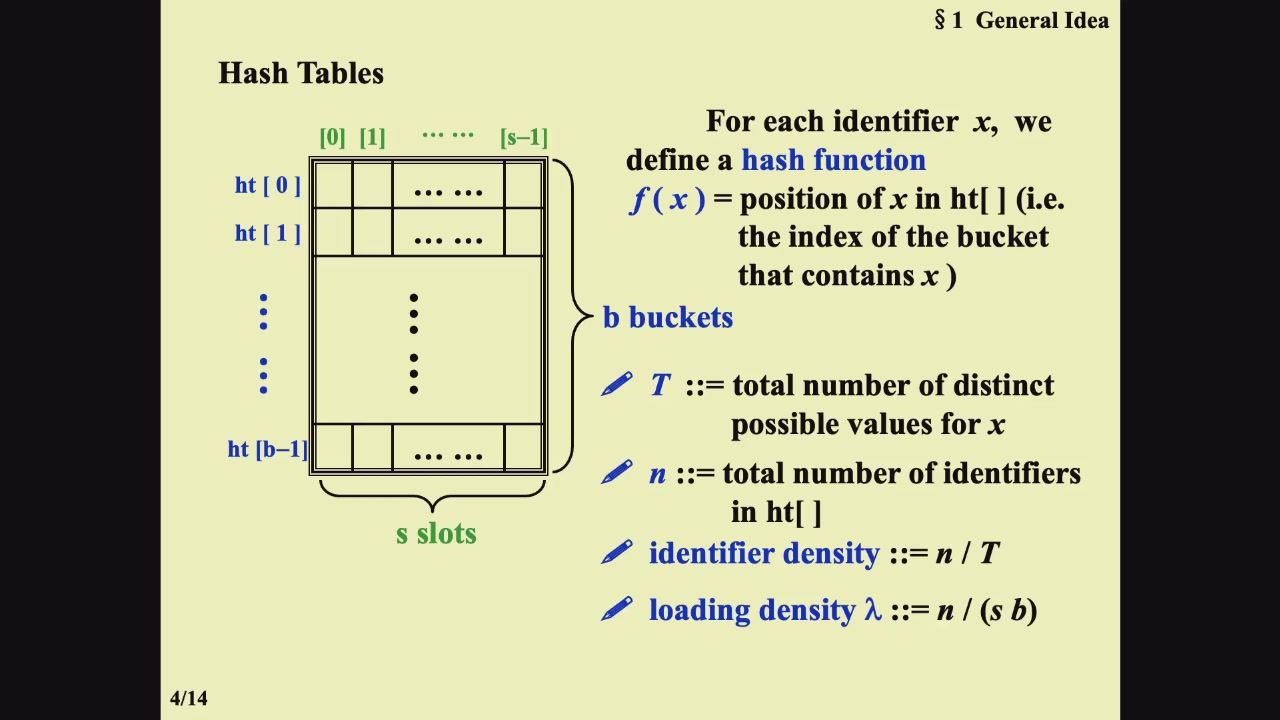 § 1 General Idea
Hash Tables
[0] [1] ⋯ ⋯ [s–1]
ht [ 0 ] ⋯ ⋯
ht [ 1 ] ⋯ ⋯
ht [b–1] ⋯ ⋯
s slots
b buckets
For each identifier x, we
define a hash function
f ( x ) = position of x in ht[ ] (i.e.
the index of the bucket
that contains x )
T ::= total number of distinct
possible values for x
n ::= total number of identifiers
in ht[ ]
identifier density ::= n / T
loading density λ ::= n / (s b)
4/14